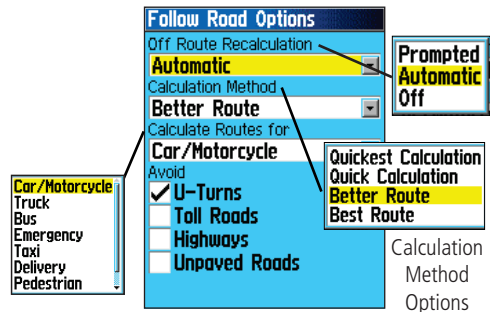 Follow Road Options
Off Route Recalculation
Automatic
Calculation Method
Better Route
Calculate Routes for
Car/Motorcycle
Avoid
U-Turns
Toll Roads
Highways
Unpaved Roads
Prompted
Automatic
Off
Quickest Calculation
Quick Calculation
Better Route
Best Route
Calculation
Method
Options
Car/Motorcycle
Truck
Bus
Emergency
Taxi
Delivery
Pedestrian